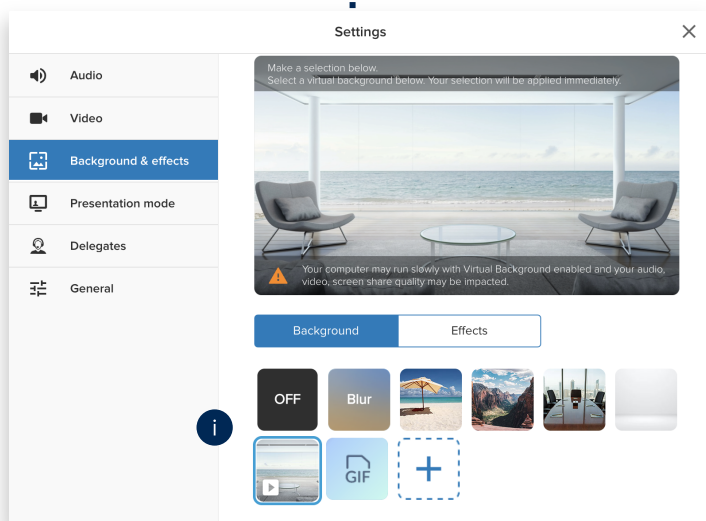 Settings
Audio
Video
Background & effects
Presentation mode
Delegates
General
Make a selection below.
Select a virtual background below. Your selection will be applied immediately.
Your computer may run slowly with Virtual Background enabled and your audio,
video, screen share quality may be impacted.
Background
Effects
OFF
Blur
i
GIF